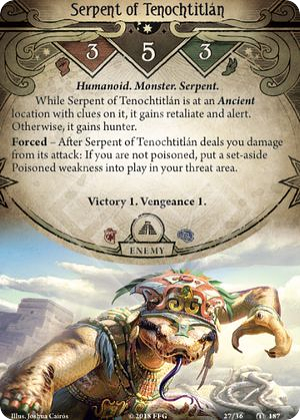 Serpent of Tenochtitlán
3 5 3
Humanoid. Monster. Serpent.
While Serpent of Tenochtitlán is at an Ancient
location with clues on it, it gains retaliate and alert.
Otherwise, it gains hunter.
Forced – After Serpent of Tenochtitlán deals you damage
from its attack: If you are not poisoned, put a set-aside
Poisoned weakness into play in your threat area.
Victory 1. Vengeance 1.
ENEMY
Illus. Joshua Cairós
© 2018 FFG
27/36
187